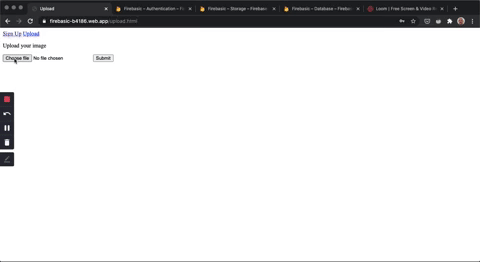 Upload
Firebasic – Authentication – Fi
Firebasic – Storage – Firebase
Firebasic – Database – Firebas
Loom | Free Screen & Video R
firebasic-b4186.web.app/upload.html
Sign Up Upload
Upload your image
Choose file No file chosen Submit